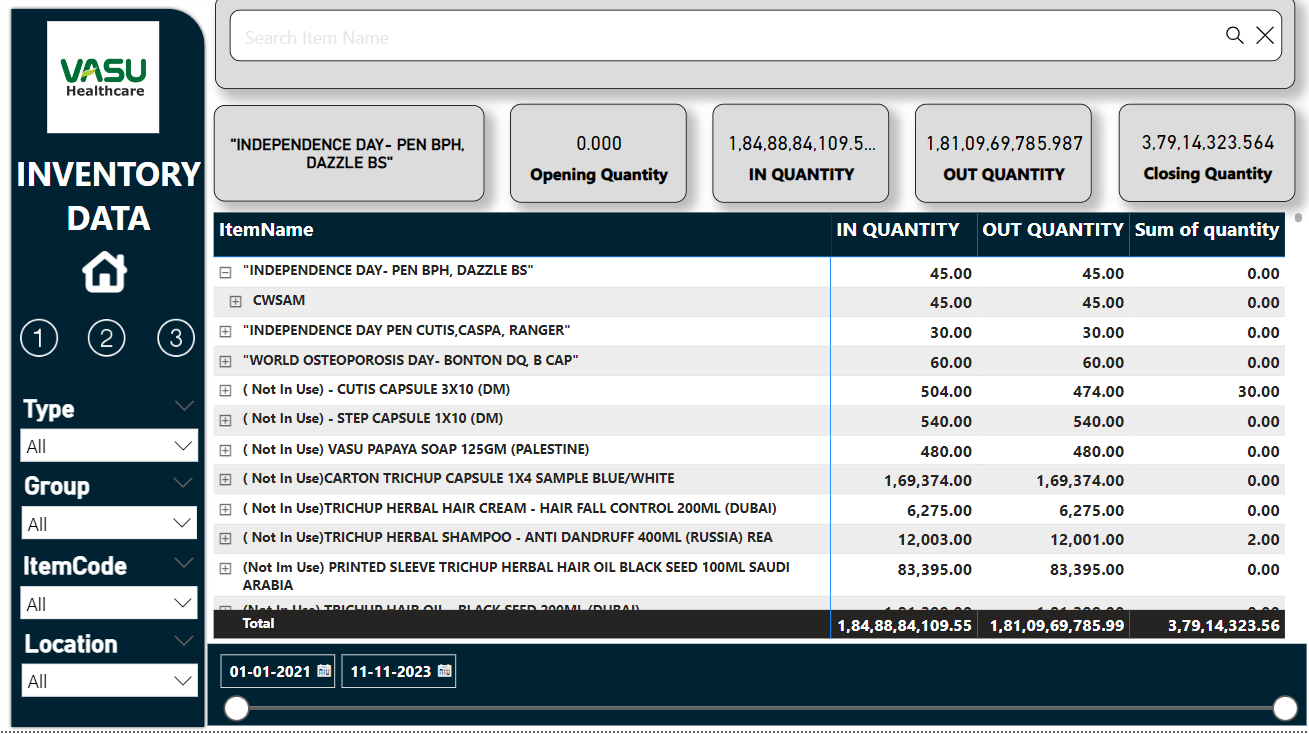 VASU
Healthcare
INVENTORY
DATA
1 2 3
Type
All
Group
All
ItemCode
All
Location
All
Search Item Name
"INDEPENDENCE DAY- PEN BPH,
DAZZLE BS"
0.000
Opening Quantity
1,84,88,84,109.5...
IN QUANTITY
1,81,09,69,785.987
OUT QUANTITY
3,79,14,323.564
Closing Quantity
ItemName IN QUANTITY OUT QUANTITY Sum of quantity
"INDEPENDENCE DAY- PEN BPH, DAZZLE BS" 45.00 45.00 0.00
CWSAM 45.00 45.00 0.00
"INDEPENDENCE DAY PEN CUTIS,CASPA, RANGER" 30.00 30.00 0.00
"WORLD OSTEOPOROSIS DAY- BONTON DQ, B CAP" 60.00 60.00 0.00
( Not In Use) - CUTIS CAPSULE 3X10 (DM) 504.00 474.00 30.00
( Not In Use) - STEP CAPSULE 1X10 (DM) 540.00 540.00 0.00
( Not In Use) VASU PAPAYA SOAP 125GM (PALESTINE) 480.00 480.00 0.00
( Not In Use)CARTON TRICHUP CAPSULE 1X4 SAMPLE BLUE/WHITE 1,69,374.00 1,69,374.00 0.00
( Not In Use)TRICHUP HERBAL HAIR CREAM - HAIR FALL CONTROL 200ML (DUBAI) 6,275.00 6,275.00 0.00
( Not In Use)TRICHUP HERBAL SHAMPOO - ANTI DANDRUFF 400ML (RUSSIA) REA 12,003.00 12,001.00 2.00
(Not Im Use) PRINTED SLEEVE TRICHUP HERBAL HAIR OIL BLACK SEED 100ML SAUDI 83,395.00 83,395.00 0.00
ARABIA
(Not In Use) TRICHUP HAIR OIL - BLACK SEED 200ML (DUBAI)
Total 1,84,88,84,109.55 1,81,09,69,785.99 3,79,14,323.56
01-01-2021 11-11-2023